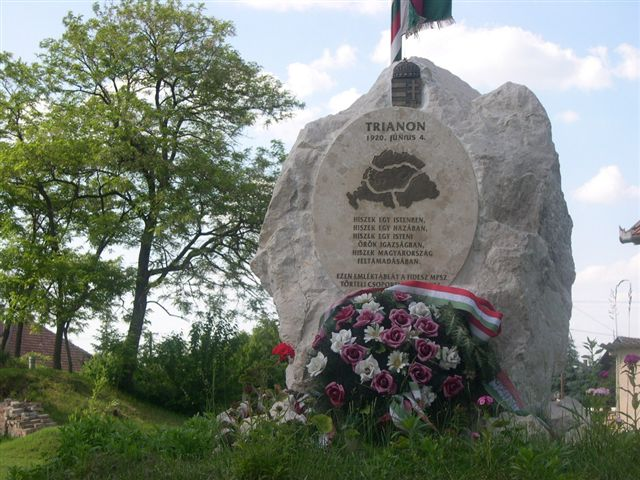 TRIANON
1920. JÚNIUS 4.
HISZEK EGY ISTENBEN,
HISZEK EGY HAZÁBAN,
HISZEK EGY ISTENI
ÖRÖK IGAZSÁGBAN,
HISZEK MAGYARORSZÁG
FELTÁMADÁSÁBAN.
EZEN EMLÉKTÁBLÁT A FIDESZ MPSZ
TÖRTELI